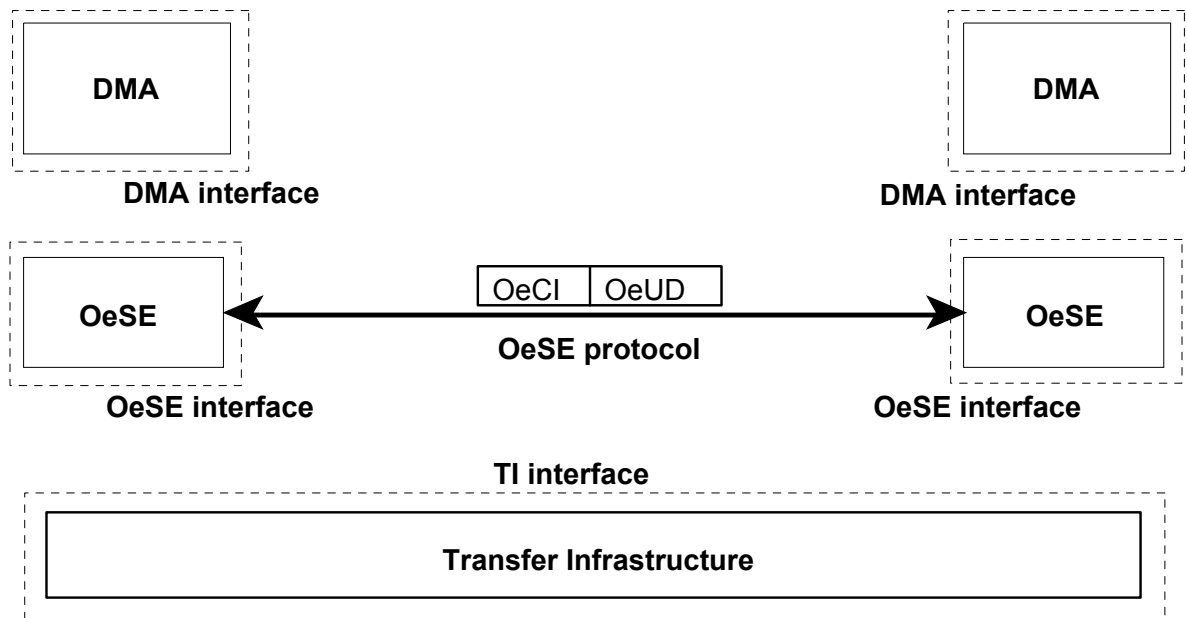 DMA
DMA
DMA interface
DMA interface
OeCI OeUD
OeSE
OeSE
OeSE protocol
OeSE interface
OeSE interface
TI interface
Transfer Infrastructure